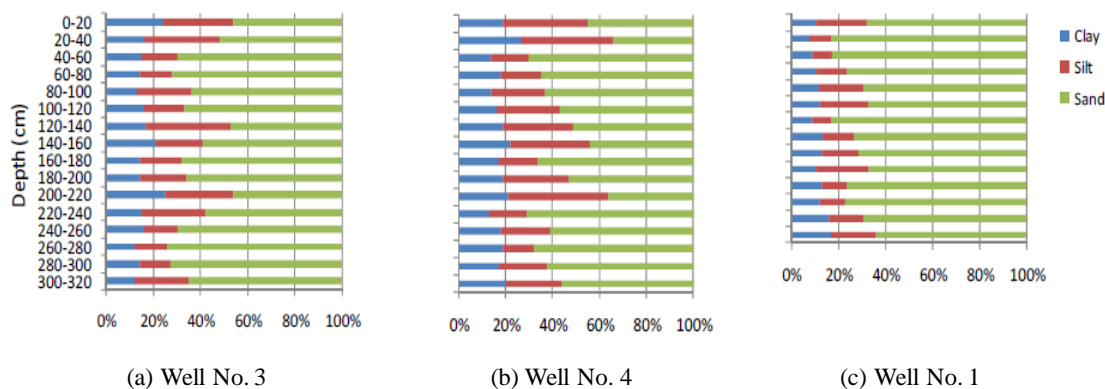 Depth (cm)
0-20
20-40
40-60
60-80
80-100
100-120
120-140
140-160
160-180
180-200
200-220
220-240
240-260
260-280
280-300
300-320
0% 20% 40% 60% 80% 100%
(a) Well No. 3
0% 20% 40% 60% 80% 100%
(b) Well No. 4
0% 20% 40% 60% 80% 100%
(c) Well No. 1
Clay
Silt
Sand